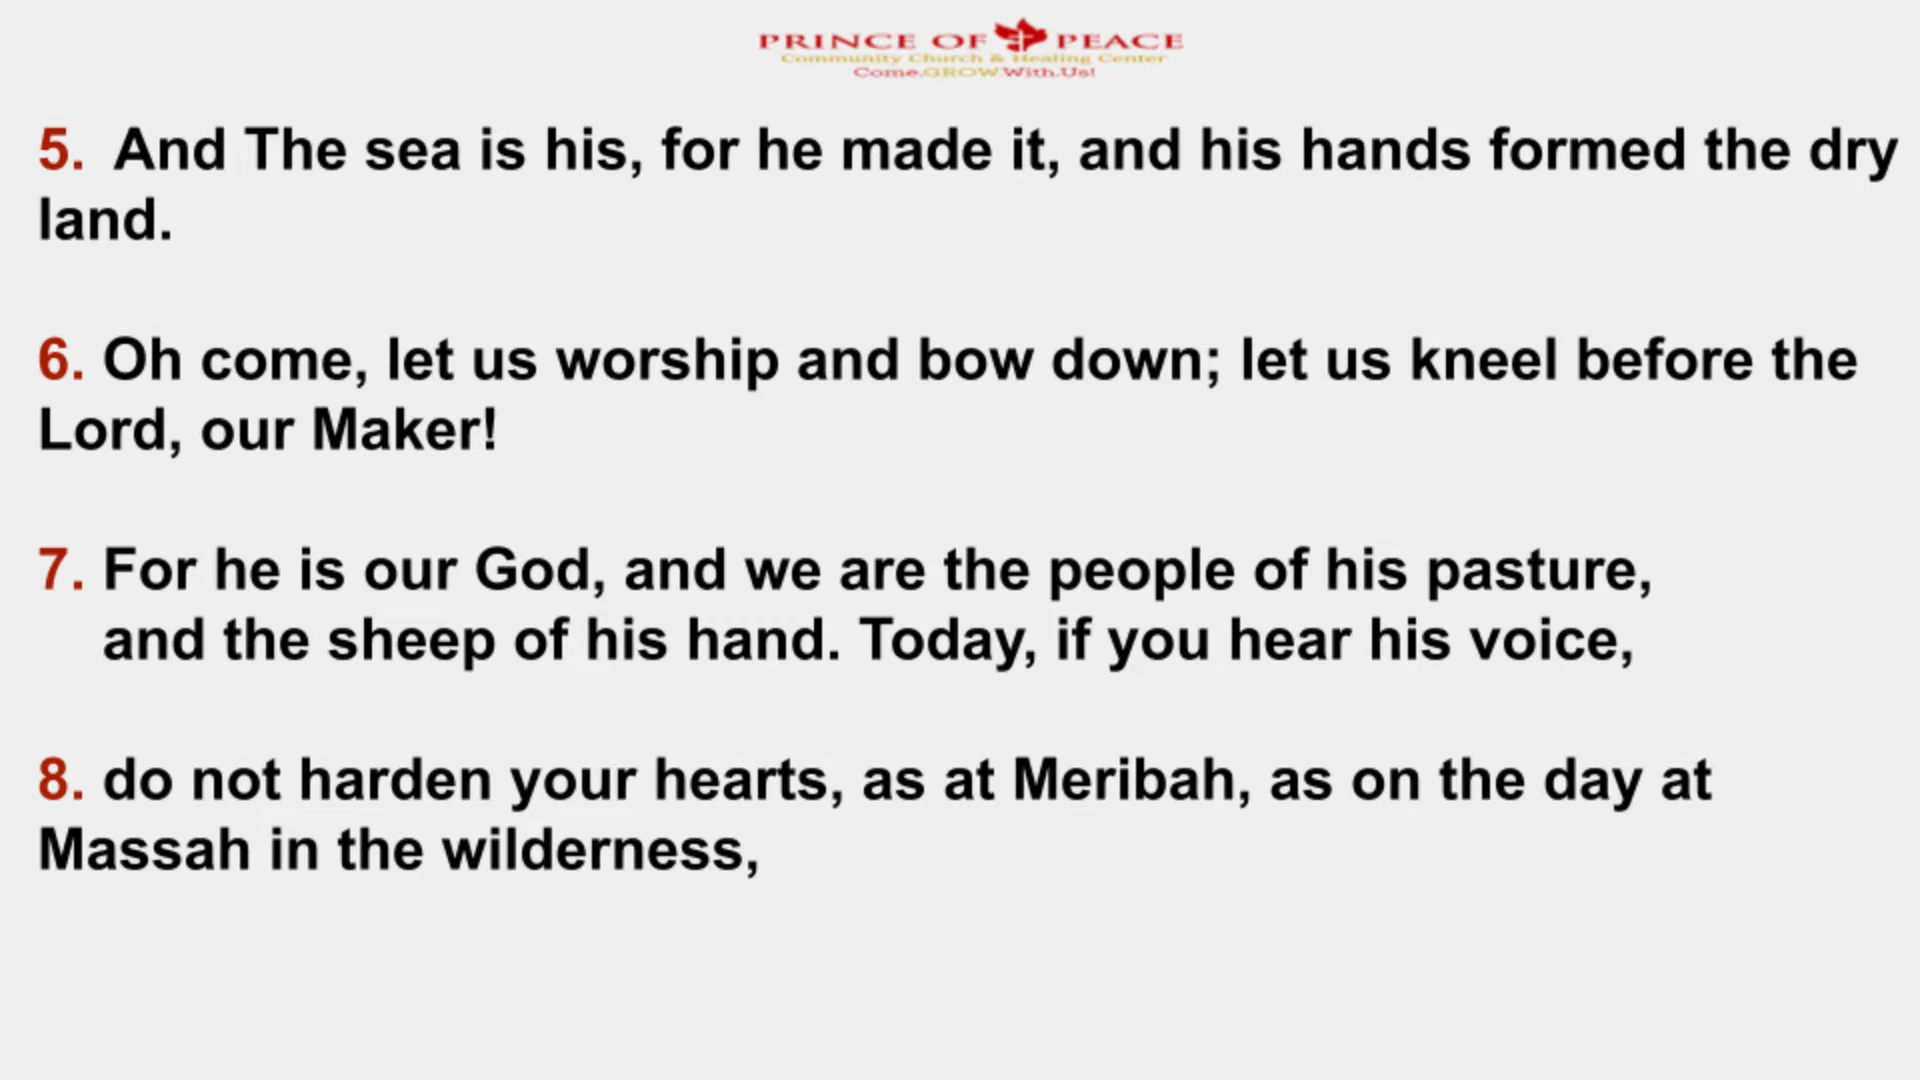 PRINCE OF PEACE
Community Church & Healing Center
Come.GROW.With.Us!
5. And The sea is his, for he made it, and his hands formed the dry
land.
6. Oh come, let us worship and bow down; let us kneel before the
Lord, our Maker!
7. For he is our God, and we are the people of his pasture,
and the sheep of his hand. Today, if you hear his voice,
8. do not harden your hearts, as at Meribah, as on the day at
Massah in the wilderness,